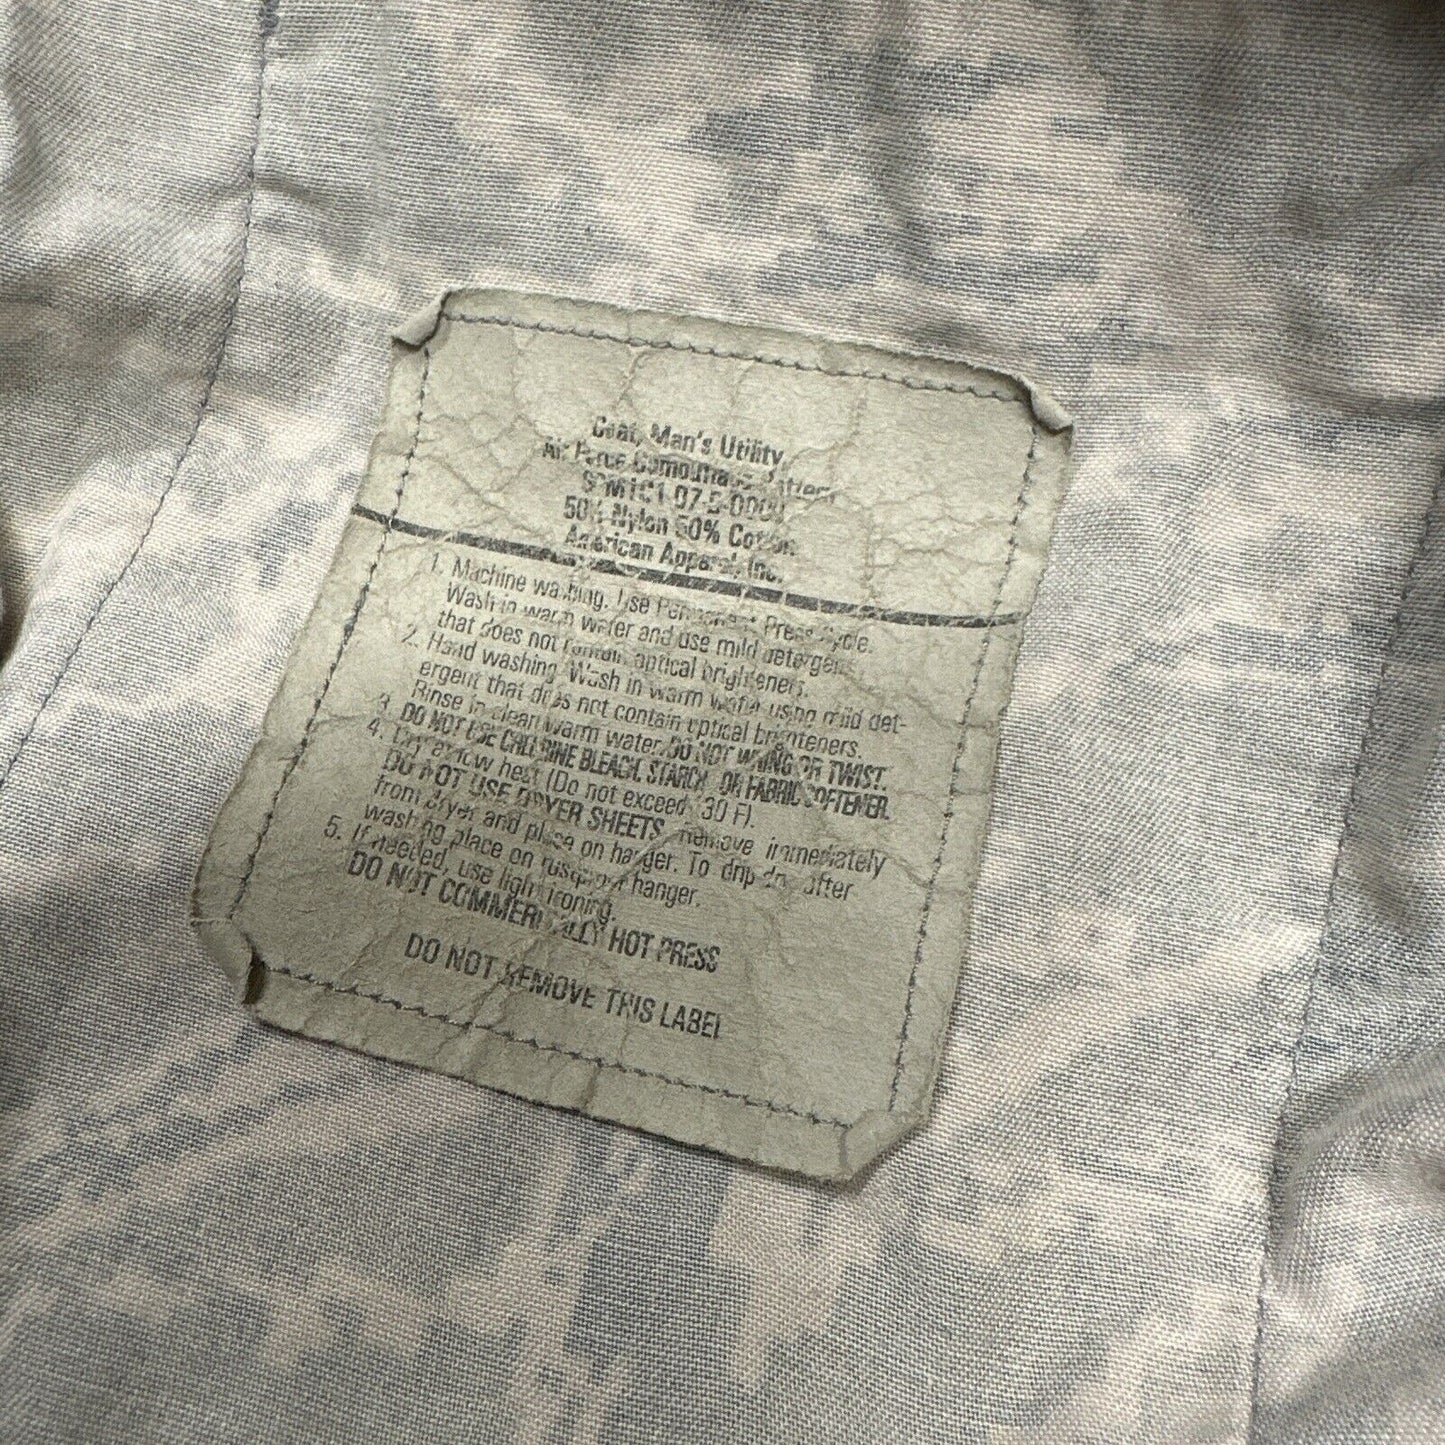 Coat, Man's Utility,
Air Force Camouflage Pattern
50% Nylon 50% Cotton
American Apparel, Inc.
1. Machine washing. Use Permanent Press Cycle.
Wash in warm water and use mild detergent
that does not contain optical brighteners.
2. Hand washing. Wash in warm water using mild det-
ergent that does not contain optical brighteners.
Rinse in clean warm water. DO NOT WRING OR TWIST.
3. DO NOT USE CHLORINE BLEACH, STARCH, OR FABRIC SOFTENER.
4. Dry at low heat (Do not exceed 130 F).
DO NOT USE DRYER SHEETS, remove immediately
from dryer and place on hanger. To drip dry, after
washing place on rustproof hanger.
5. If needed, use light ironing.
DO NOT COMMERCIALLY HOT PRESS
DO NOT REMOVE THIS LABEL